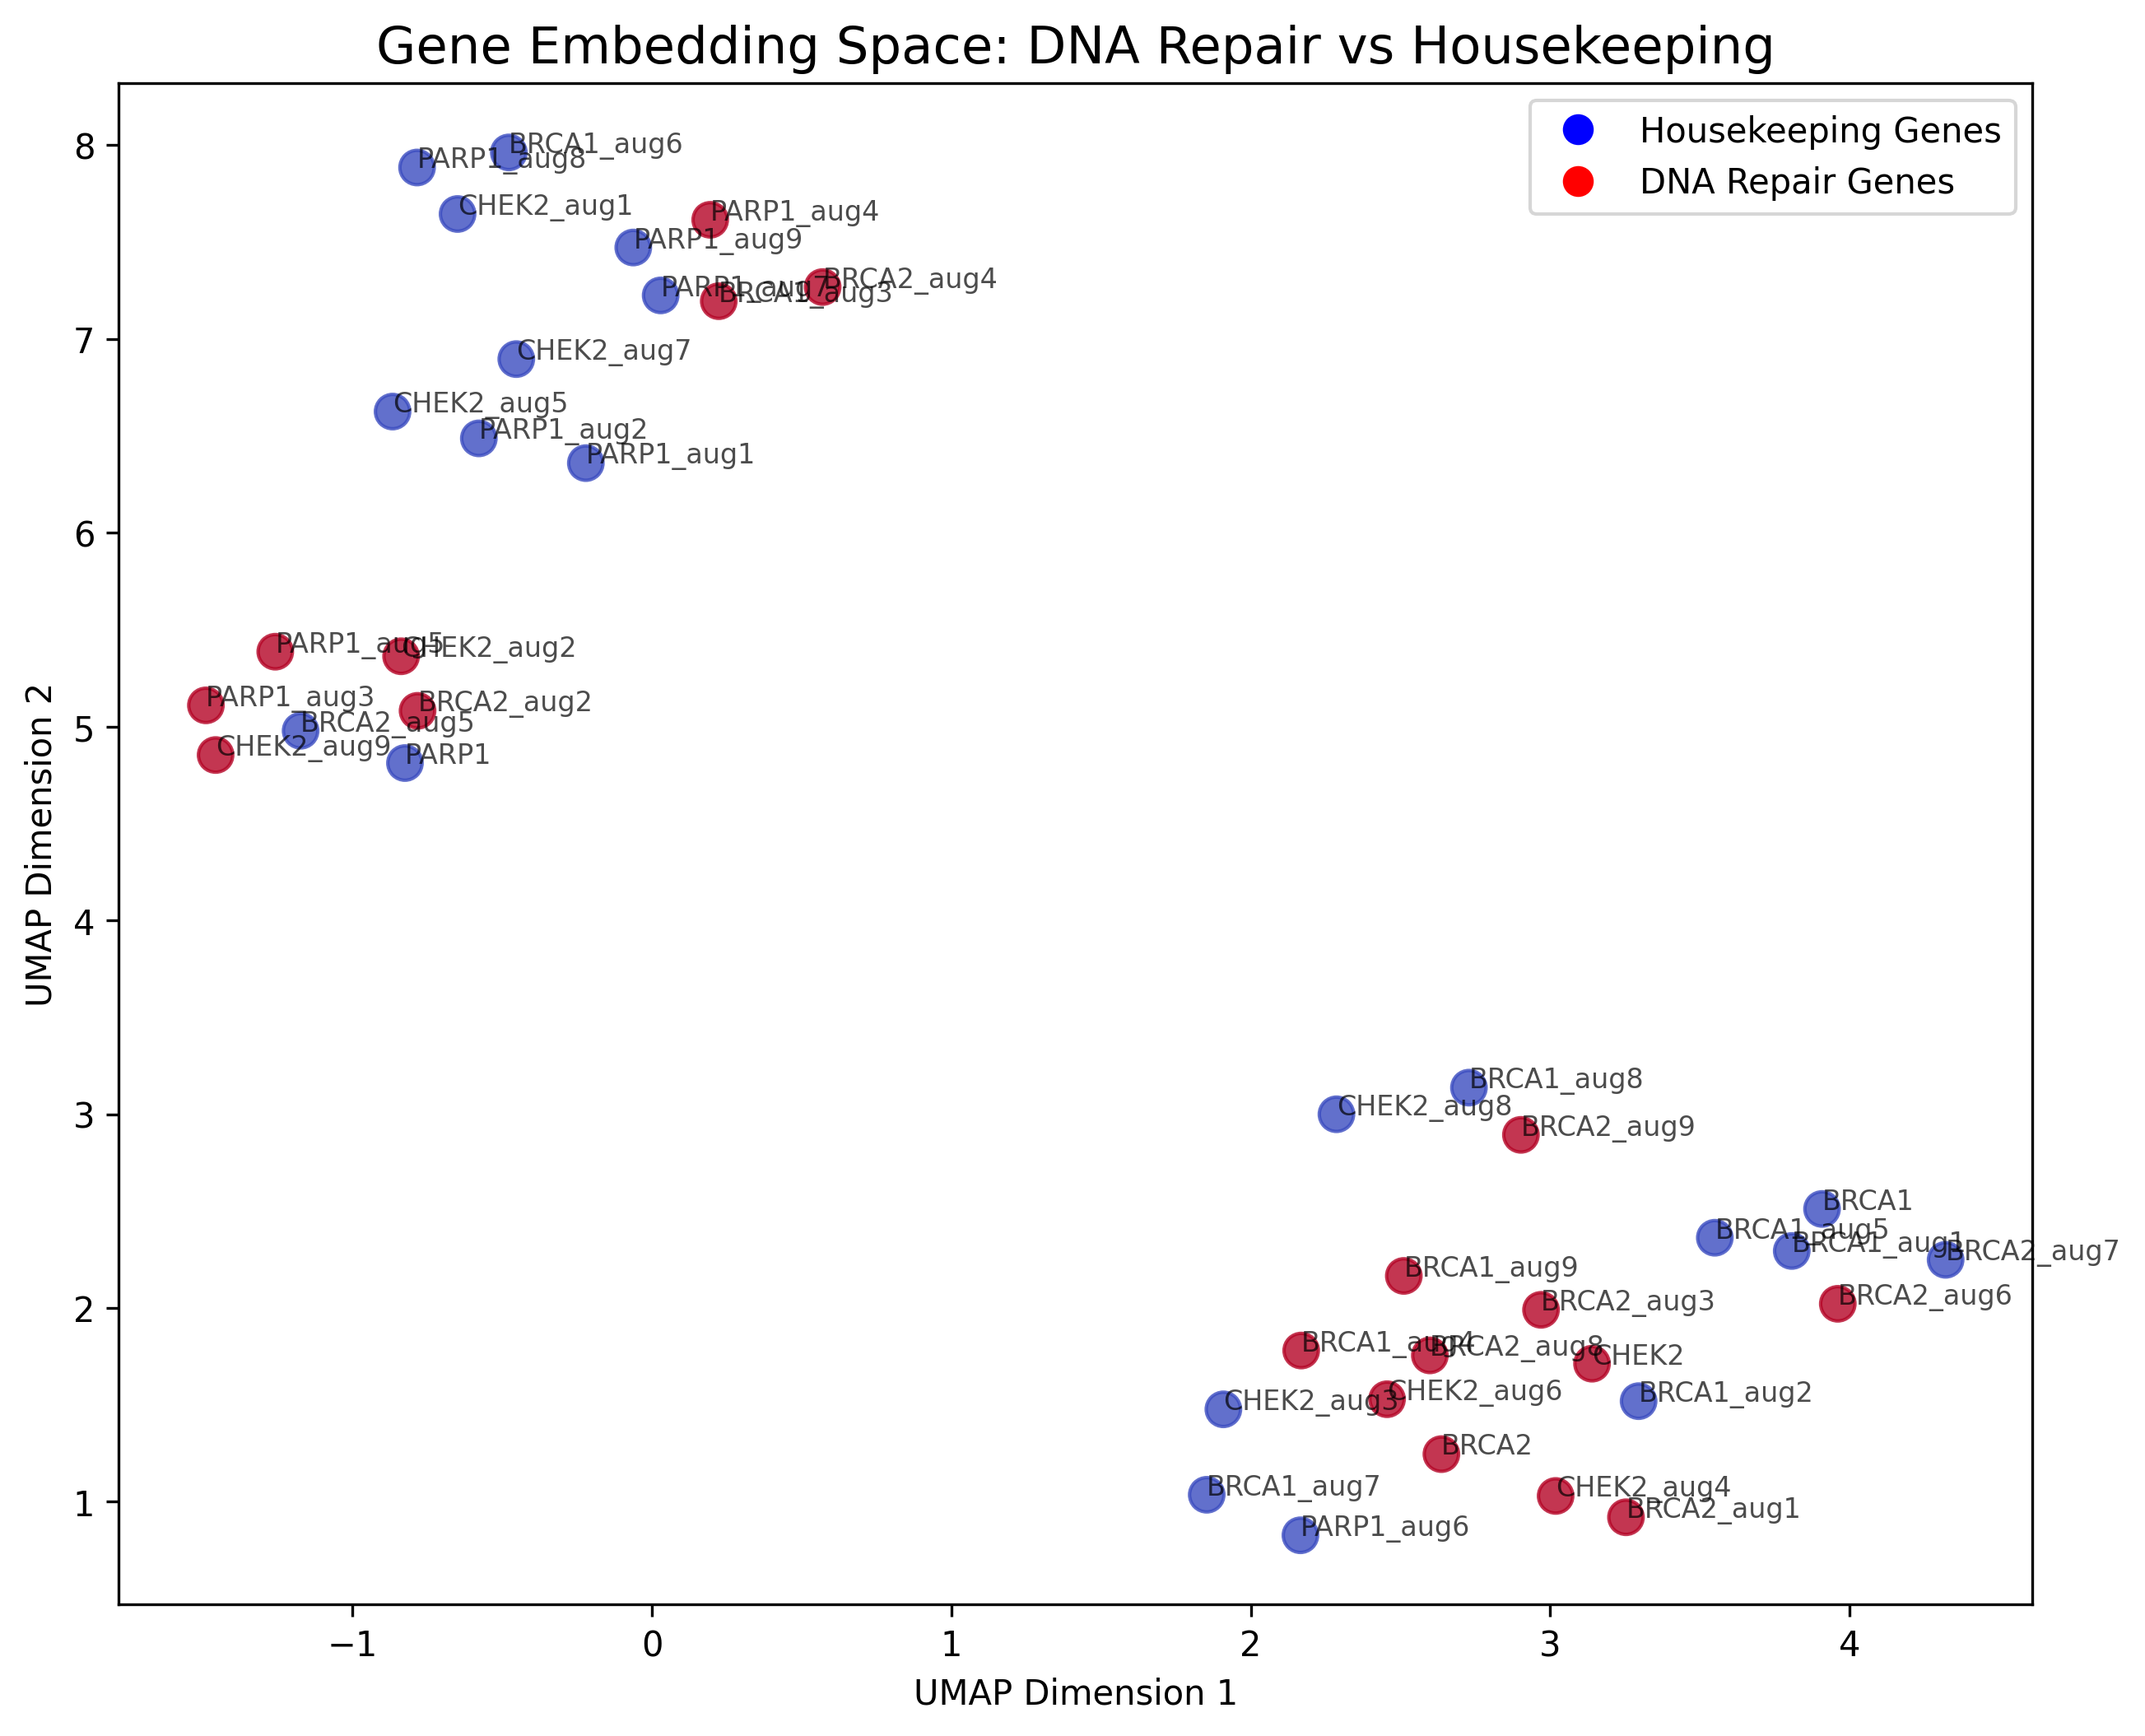 Gene Embedding Space: DNA Repair vs Housekeeping
Housekeeping Genes
DNA Repair Genes
BRCA1_aug6
PARP1_aug8
CHEK2_aug1
PARP1_aug4
PARP1_aug9
BRCA2_aug4
PARP1_aug7
BRCA1_aug3
CHEK2_aug7
CHEK2_aug5
PARP1_aug2
PARP1_aug1
PARP1_aug5
CHEK2_aug2
PARP1_aug3
BRCA2_aug2
BRCA2_aug5
CHEK2_aug9
PARP1
BRCA1_aug8
CHEK2_aug8
BRCA2_aug9
BRCA1
BRCA1_aug5
BRCA1_aug1
BRCA2_aug7
BRCA1_aug9
BRCA2_aug6
BRCA2_aug3
BRCA1_aug4
BRCA2_aug8
CHEK2
CHEK2_aug3
CHEK2_aug6
BRCA1_aug2
BRCA2
BRCA1_aug7
CHEK2_aug4
BRCA2_aug1
PARP1_aug6
8
7
6
5
4
3
2
1
UMAP Dimension 2
−1 0 1 2 3 4
UMAP Dimension 1